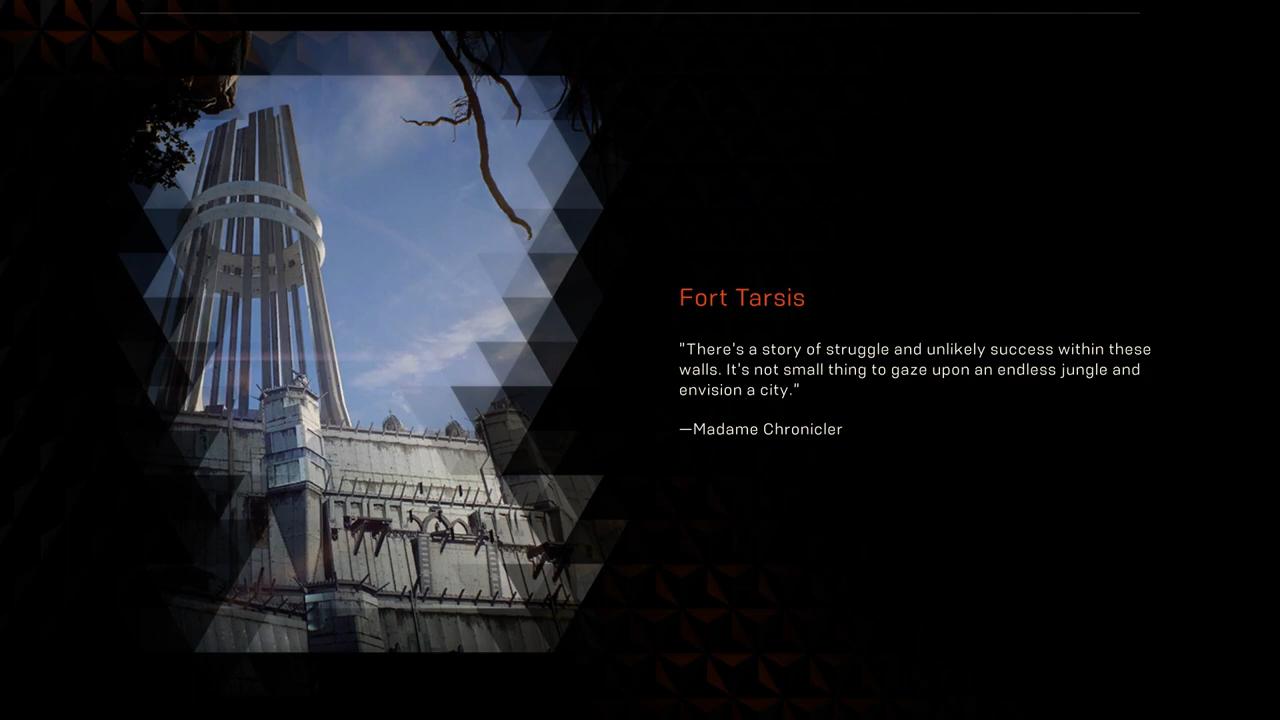 Fort Tarsis
"There's a story of struggle and unlikely success within these
walls. It's not small thing to gaze upon an endless jungle and
envision a city."
—Madame Chronicler